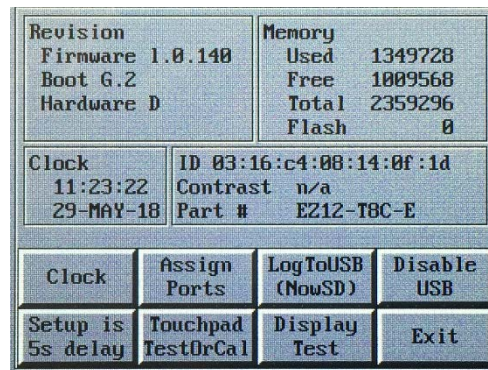 Revision
Firmware 1.0.140
Boot G.2
Hardware D
Memory
Used 1349728
Free 1009568
Total 2359296
Flash 0
Clock
11:23:22
29-MAY-18
ID 03:16:c4:08:14:0f:1d
Contrast n/a
Part # EZ12-T8C-E
Clock
Assign
Ports
LogToUSB
(NowSD)
Disable
USB
Setup is
5s delay
Touchpad
TestOrCal
Display
Test
Exit